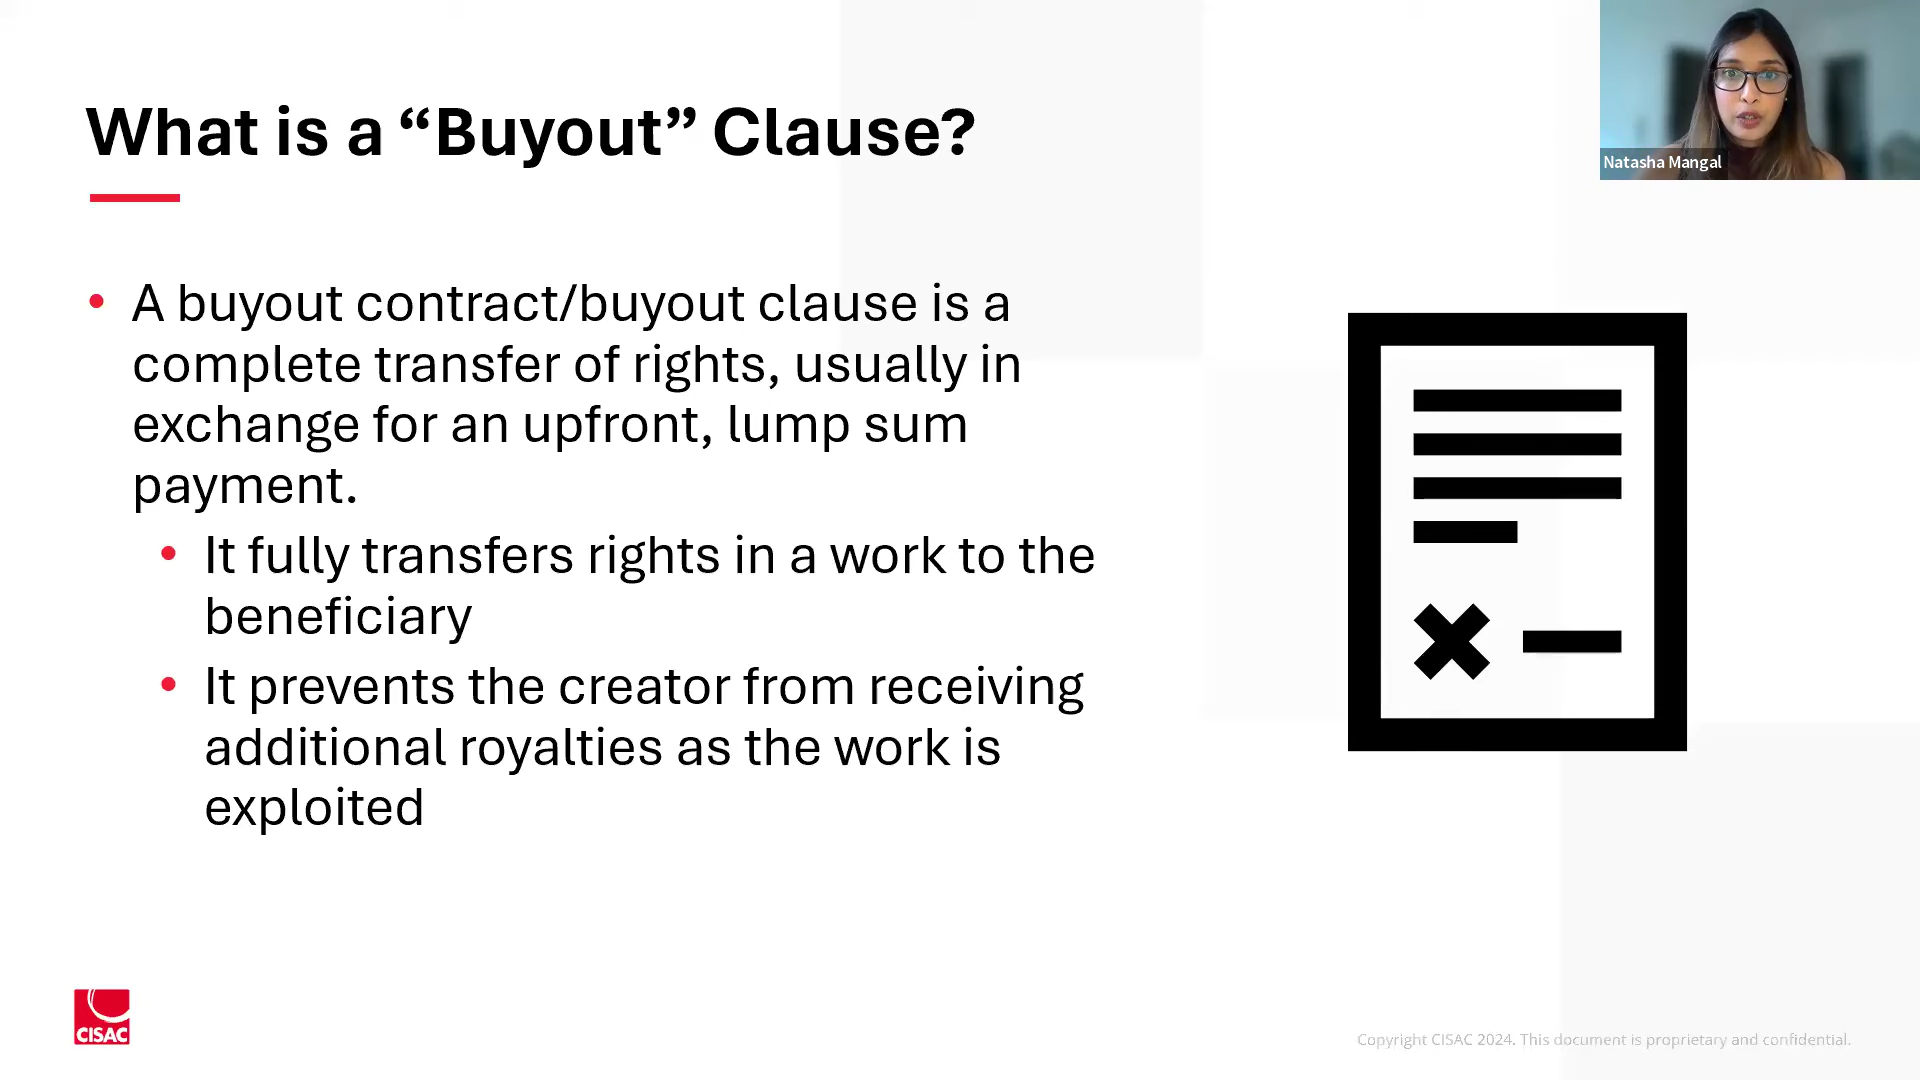 What is a “Buyout” Clause?
Natasha Mangal
• A buyout contract/buyout clause is a
complete transfer of rights, usually in
exchange for an upfront, lump sum
payment.
• It fully transfers rights in a work to the
beneficiary
• It prevents the creator from receiving
additional royalties as the work is
exploited
CISAC
Copyright CISAC 2024. This document is proprietary and confidential.